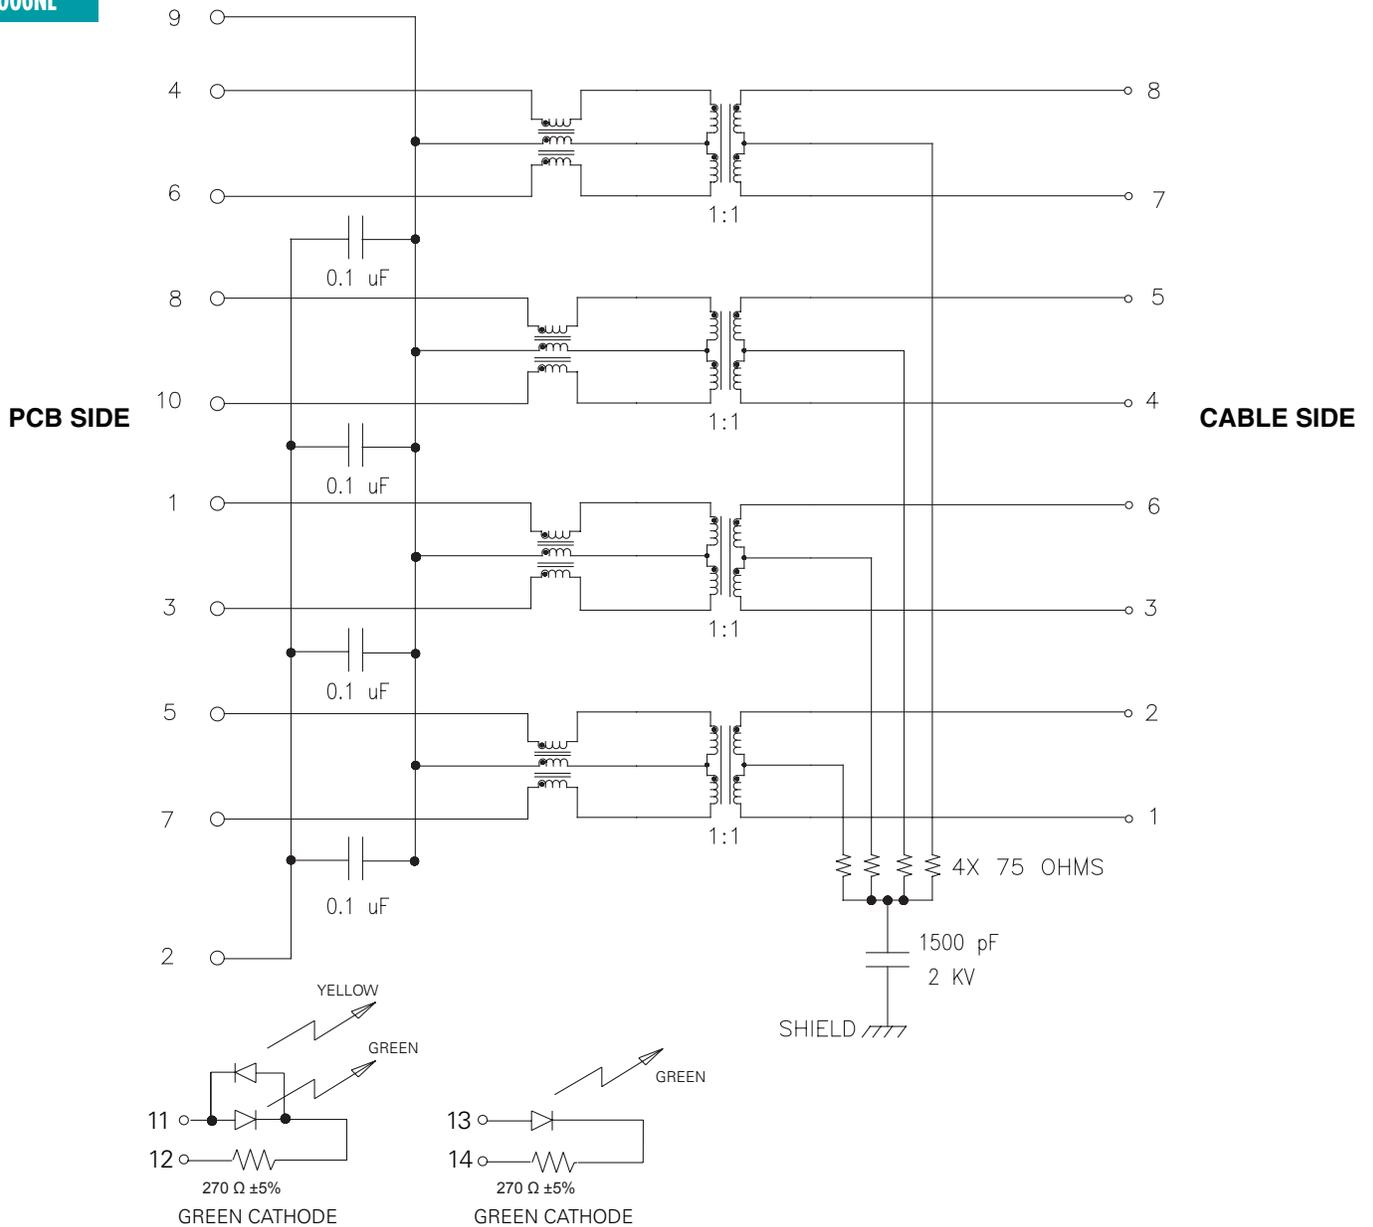 9
4
8
6
7
1:1
0.1 uF
8
5
PCB SIDE
10
4
CABLE SIDE
1:1
0.1 uF
1
6
3
3
1:1
0.1 uF
5
2
7
1
1:1
4X 75 OHMS
0.1 uF
2
1500 pF
2 KV
SHIELD
YELLOW
GREEN
GREEN
11
13
12
14
270 Ω ±5%
270 Ω ±5%
GREEN CATHODE
GREEN CATHODE